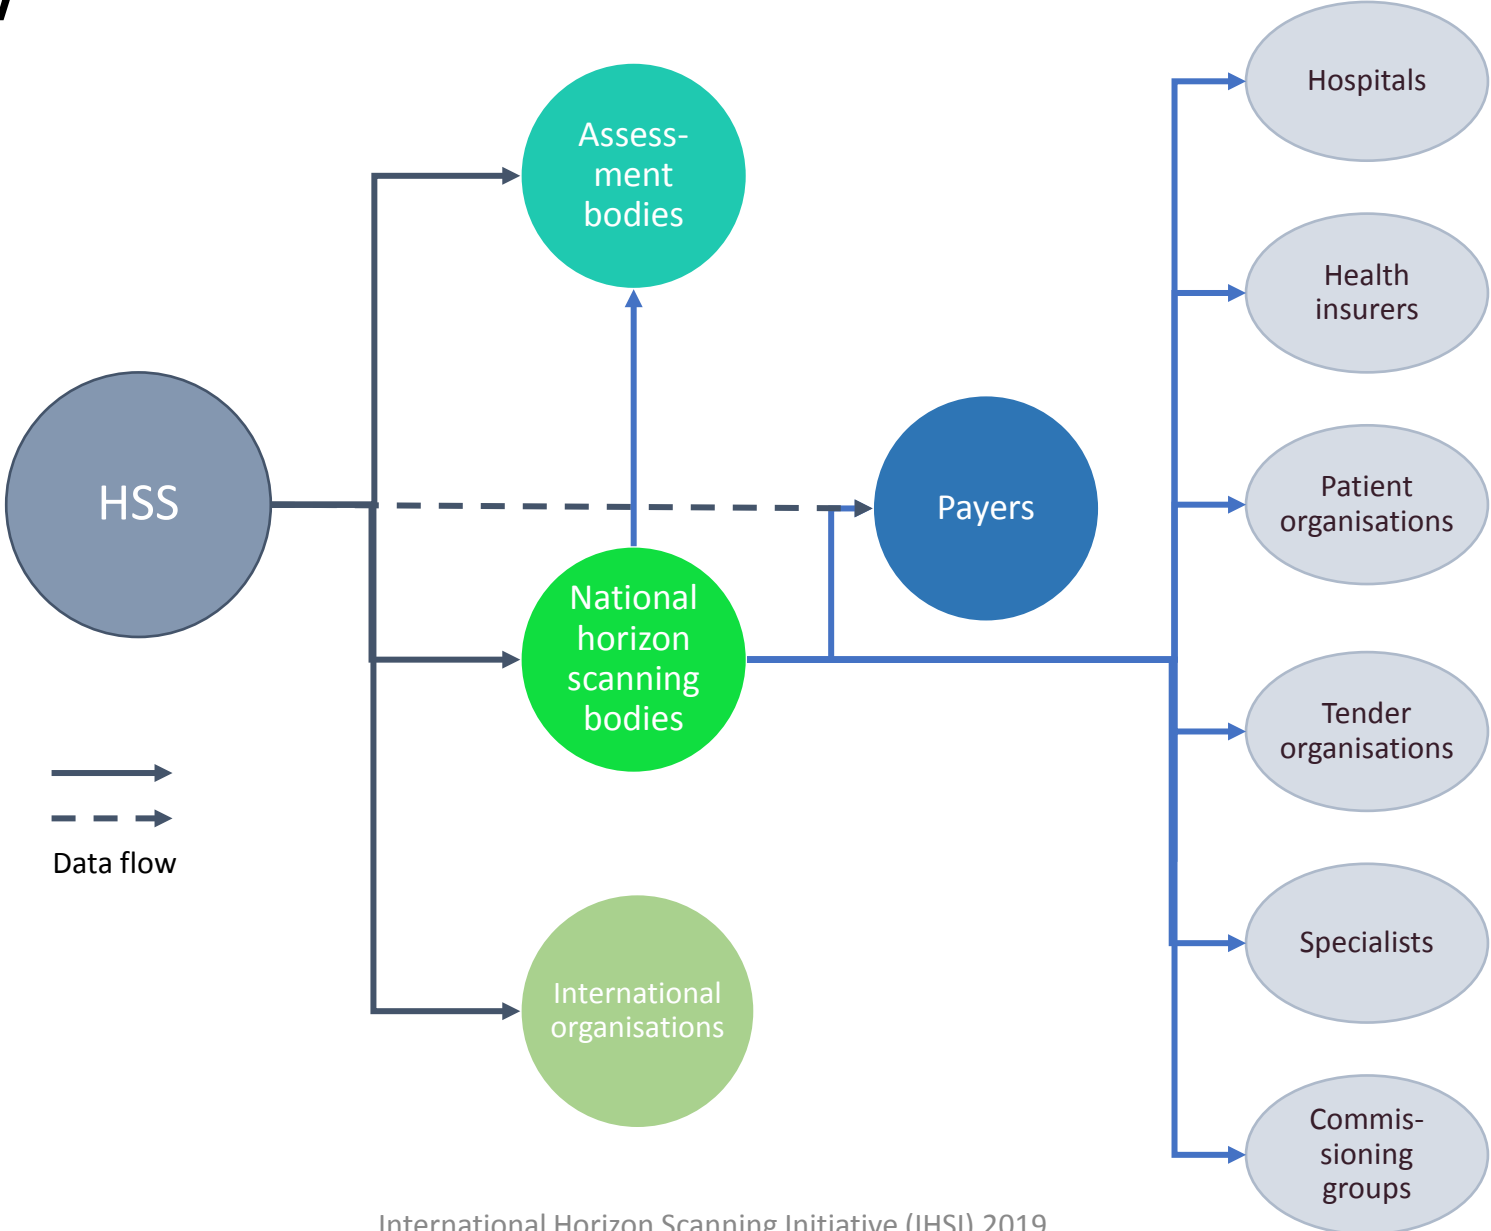 HSS
Assess-
ment
bodies
National
horizon
scanning
bodies
International
organisations
Payers
Hospitals
Health
insurers
Patient
organisations
Tender
organisations
Specialists
Commis-
sioning
groups
Data flow
International Horizon Scanning Initiative (IHSI) 2019